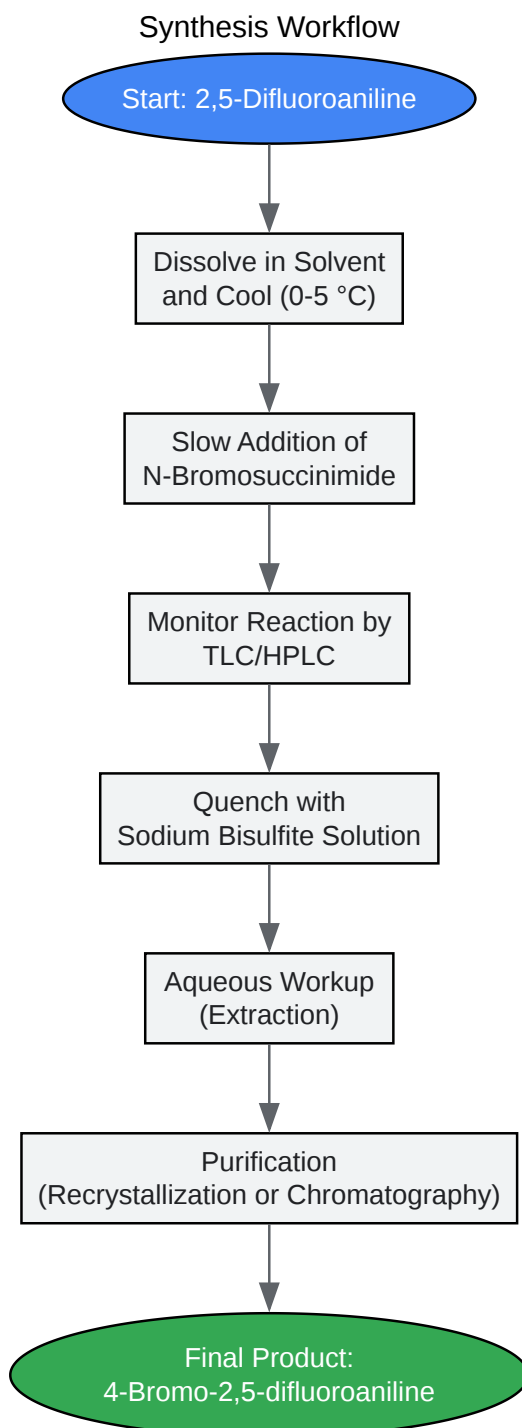 Synthesis Workflow
Start: 2,5-Difluoroaniline
Dissolve in Solvent
and Cool (0-5 °C)
Slow Addition of
N-Bromosuccinimide
Monitor Reaction by
TLC/HPLC
Quench with
Sodium Bisulfite Solution
Aqueous Workup
(Extraction)
Purification
(Recrystallization or Chromatography)
Final Product:
4-Bromo-2,5-difluoroaniline